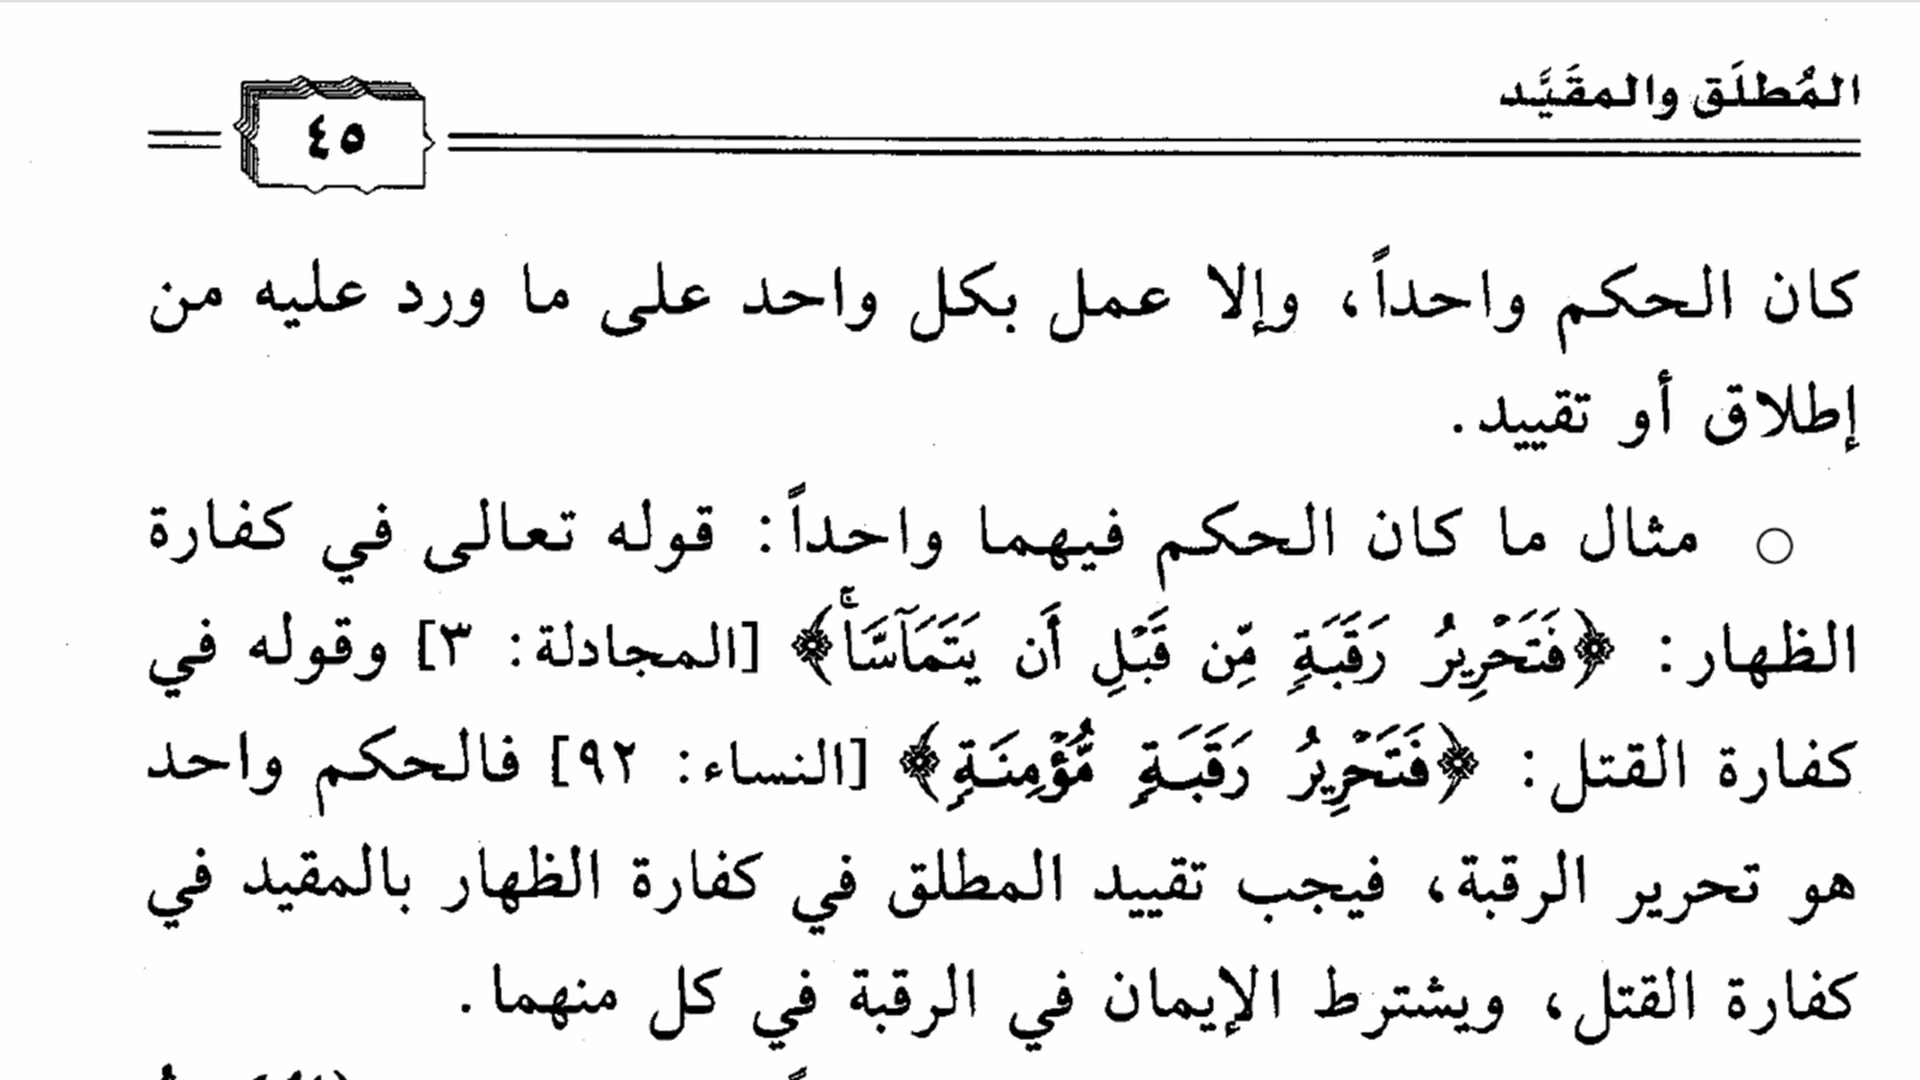 المُطلَق والمقَيَّد
٤٥
كان الحكم واحداً، وإلا عمل بكل واحد على ما ورد عليه من
إطلاق أو تقييد.
○ مثال ما كان الحكم فيهما واحداً: قوله تعالى في كفارة
الظهار: ﴿فَتَحْرِيرُ رَقَبَةٍ مِّن قَبْلِ أَن يَتَمَآسَّاۚ﴾ [المجادلة: ٣] وقوله في
كفارة القتل: ﴿فَتَحْرِيرُ رَقَبَةٍ مُّؤْمِنَةٍ﴾ [النساء: ٩٢] فالحكم واحد
هو تحرير الرقبة، فيجب تقييد المطلق في كفارة الظهار بالمقيد في
كفارة القتل، ويشترط الإيمان في الرقبة في كل منهما.